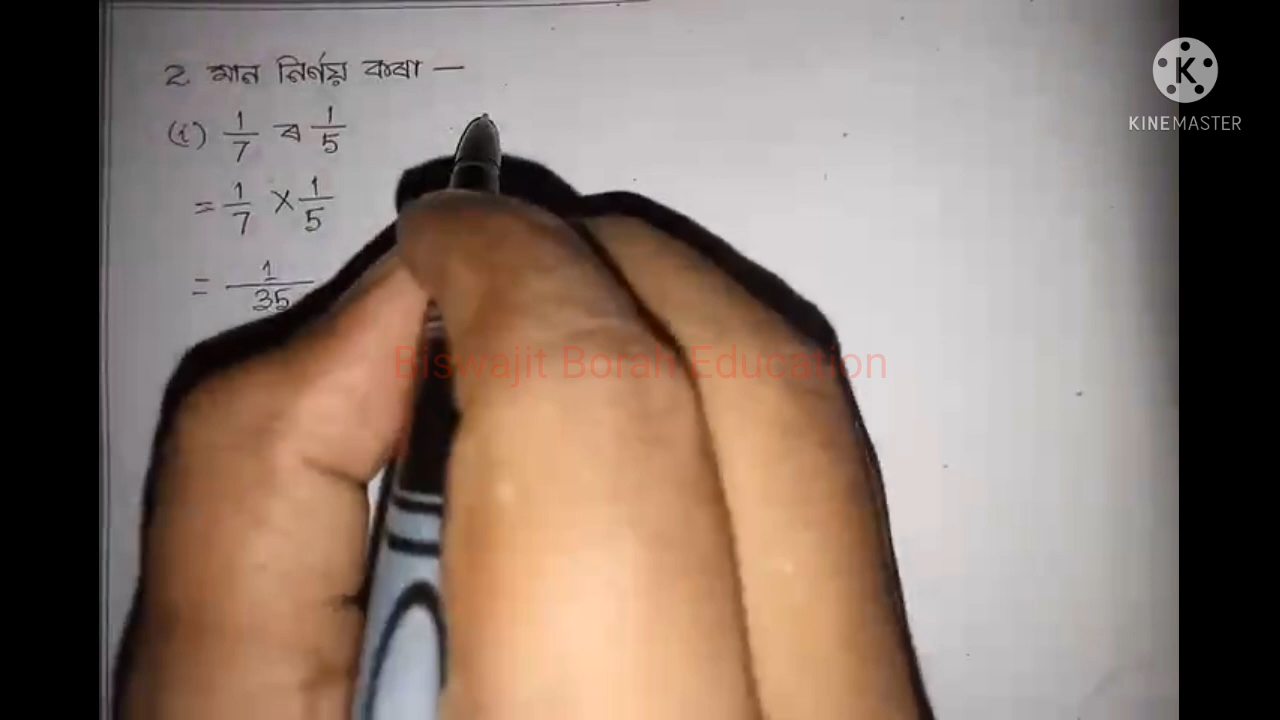 2. মান নিৰ্ণয় কৰা —
(i) 1/7 ৰ 1/5
= 1/7 × 1/5
= 1/35
KINEMASTER
Biswajit Borah Education